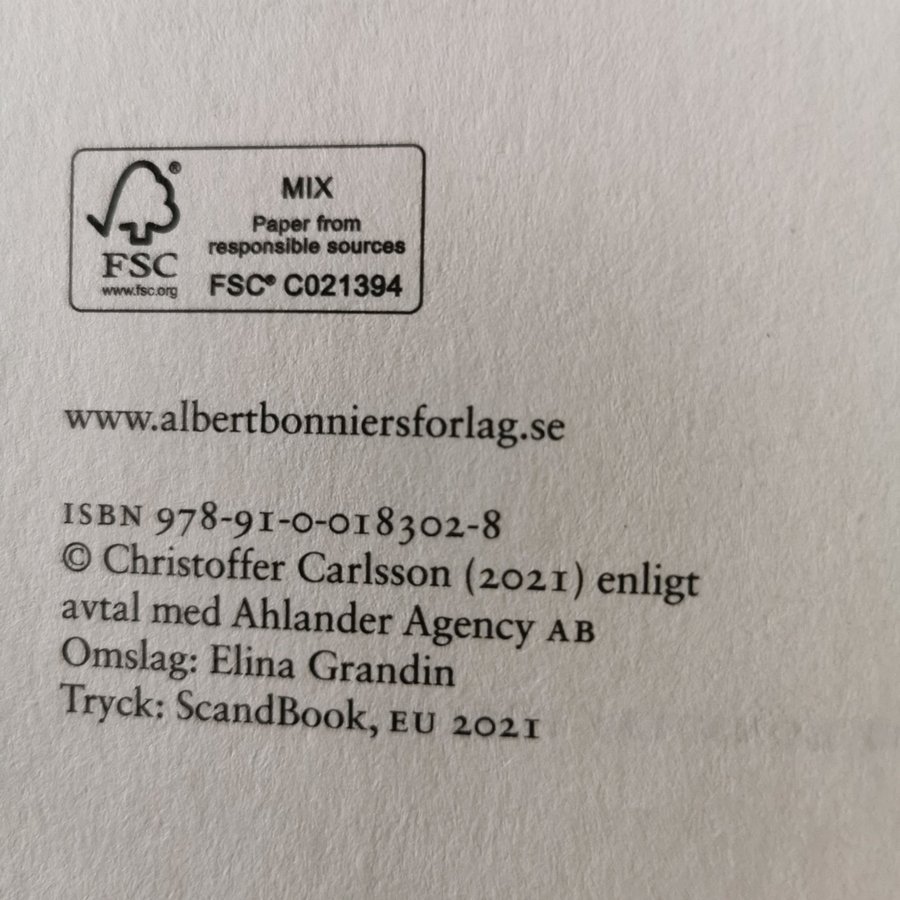 MIX
Paper from
responsible sources
FSC® C021394
®
FSC
www.fsc.org
www.albertbonniersforlag.se
ISBN 978-91-0-018302-8
© Christoffer Carlsson (2021) enligt
avtal med Ahlander Agency AB
Omslag: Elina Grandin
Tryck: ScandBook, EU 2021